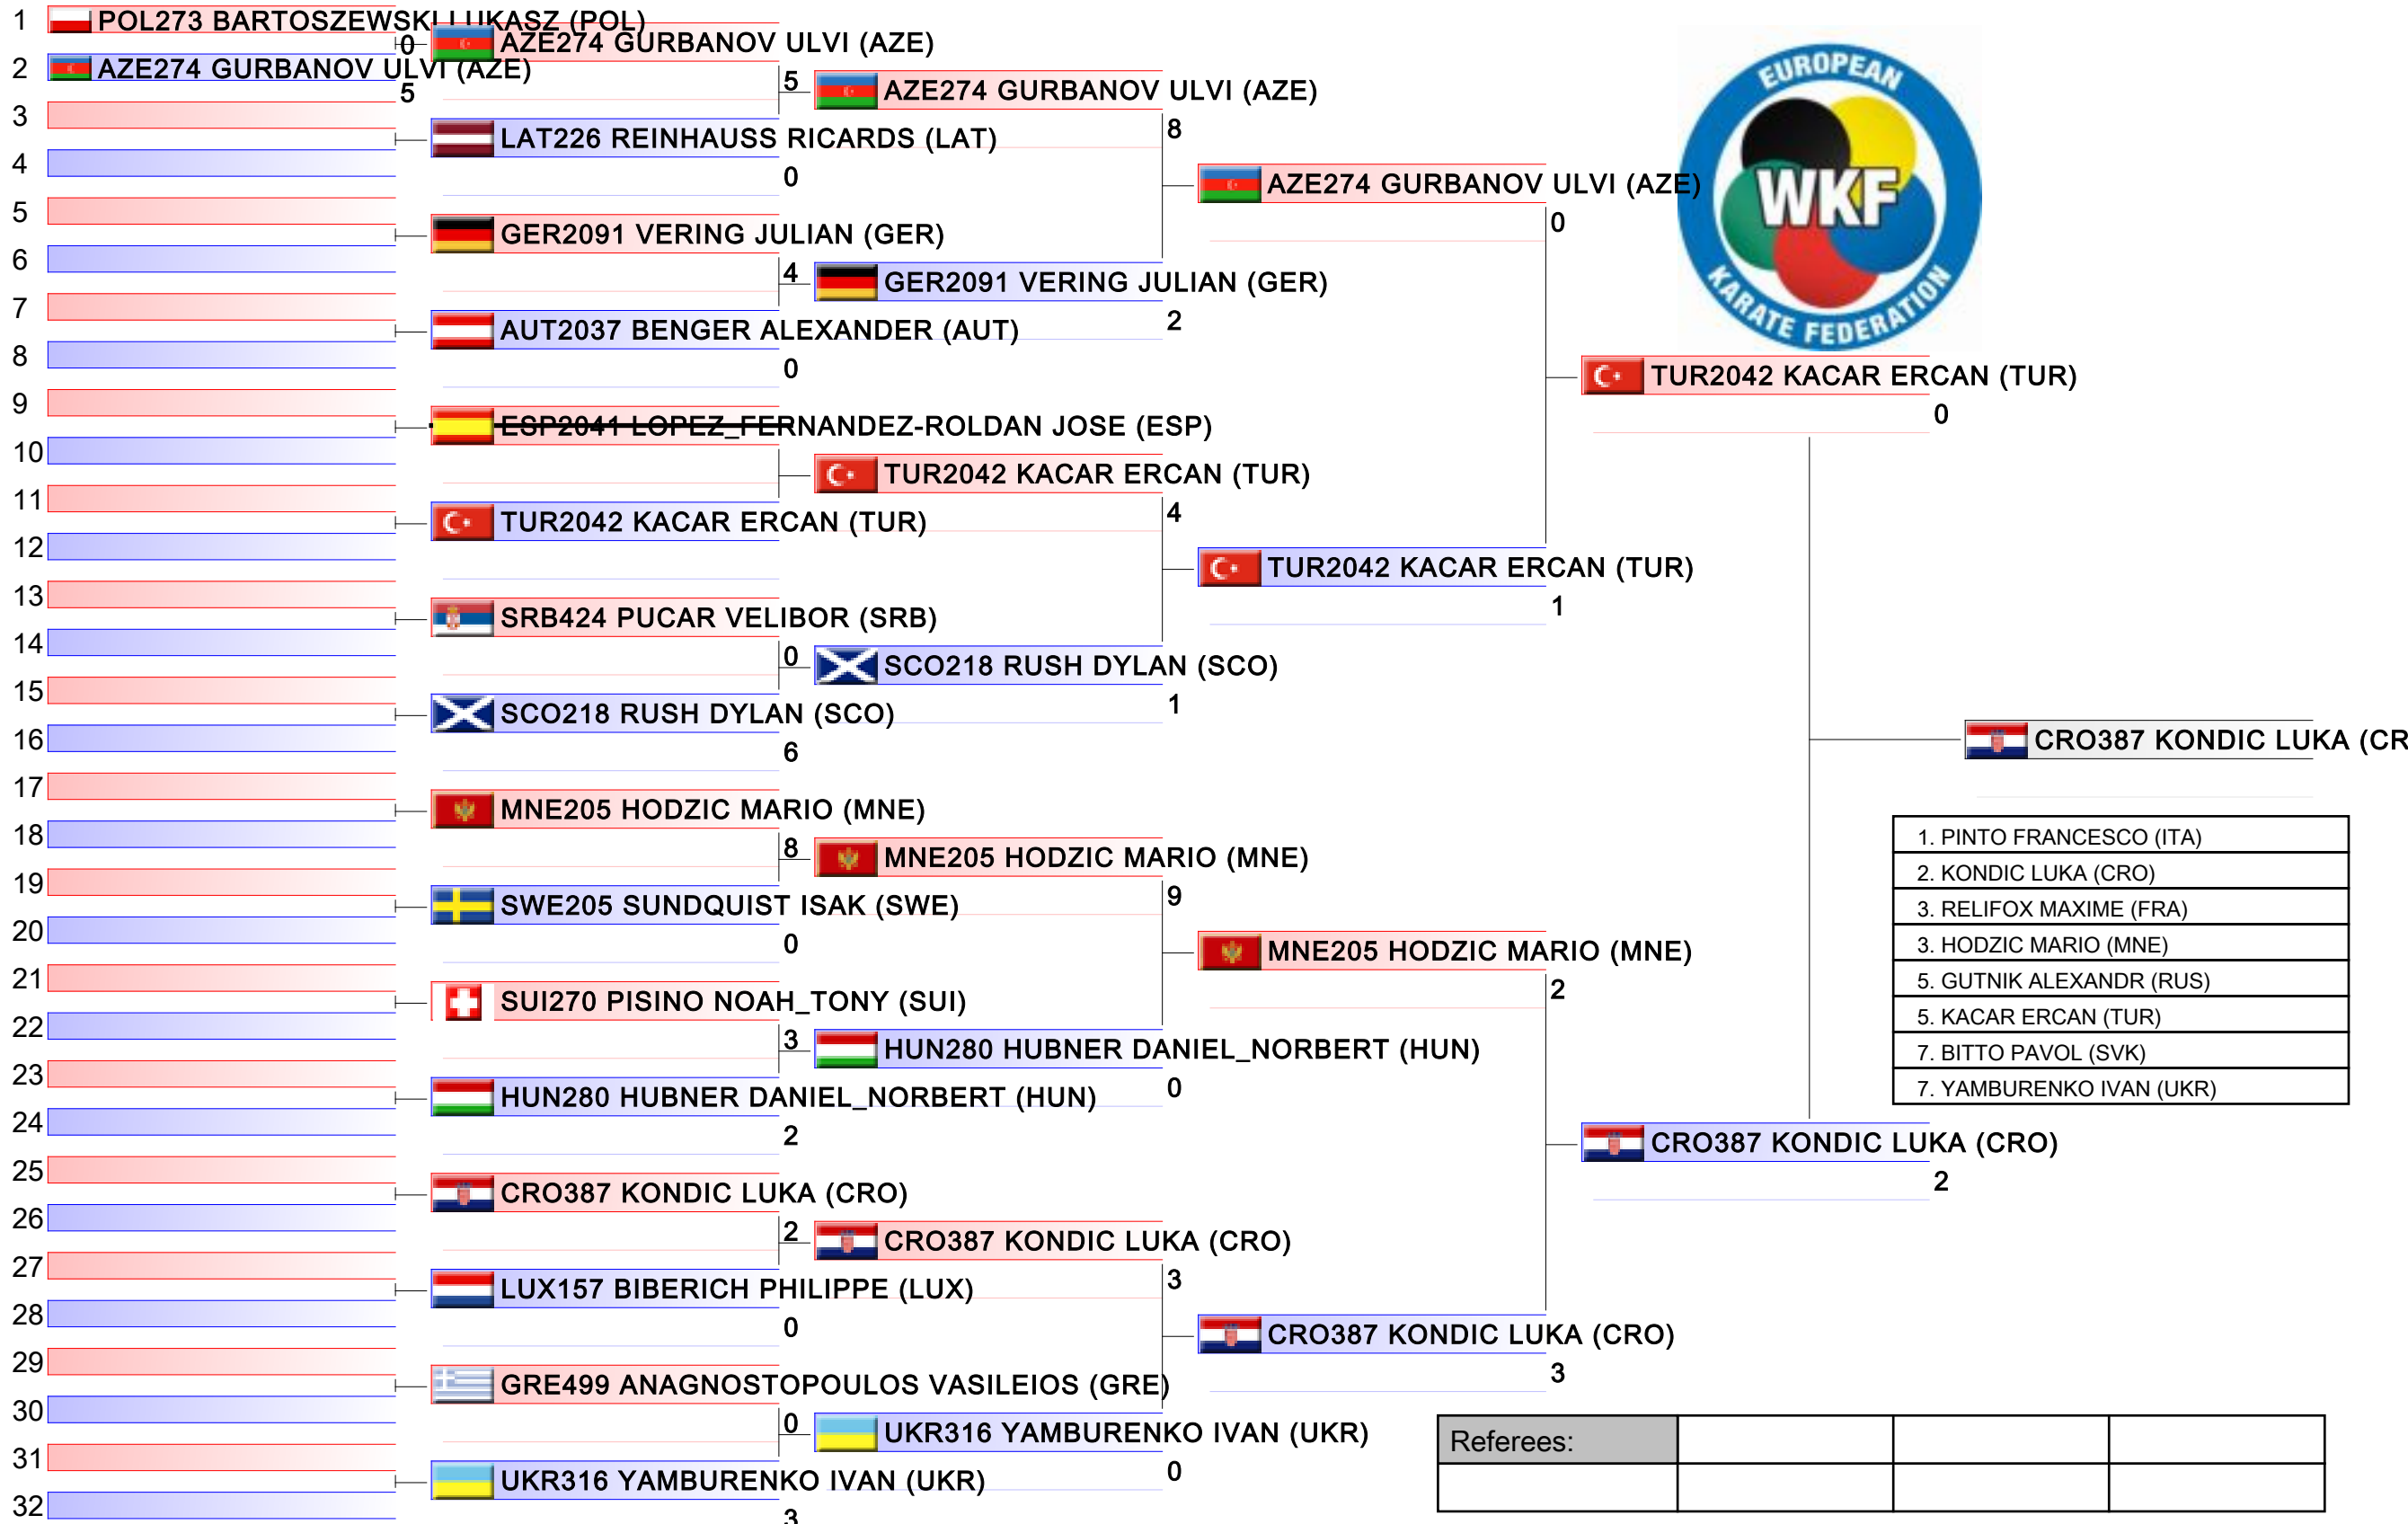 1 POL273 BARTOSZEWSKI LUKASZ (POL)
0
2 AZE274 GURBANOV ULVI (AZE)
5
3
4
5
6
7
8
9
10
11
12
13
14
15
16
17
18
19
20
21
22
23
24
25
26
27
28
29
30
31
32
AZE274 GURBANOV ULVI (AZE)
5
LAT226 REINHAUSS RICARDS (LAT)
0
GER2091 VERING JULIAN (GER)
4
AUT2037 BENGER ALEXANDER (AUT)
0
ESP2041 LOPEZ_FERNANDEZ-ROLDAN JOSE (ESP)
TUR2042 KACAR ERCAN (TUR)
SRB424 PUCAR VELIBOR (SRB)
0
SCO218 RUSH DYLAN (SCO)
6
MNE205 HODZIC MARIO (MNE)
8
SWE205 SUNDQUIST ISAK (SWE)
0
SUI270 PISINO NOAH_TONY (SUI)
3
HUN280 HUBNER DANIEL_NORBERT (HUN)
2
CRO387 KONDIC LUKA (CRO)
2
LUX157 BIBERICH PHILIPPE (LUX)
0
GRE499 ANAGNOSTOPOULOS VASILEIOS (GRE)
0
UKR316 YAMBURENKO IVAN (UKR)
3
AZE274 GURBANOV ULVI (AZE)
8
GER2091 VERING JULIAN (GER)
2
TUR2042 KACAR ERCAN (TUR)
4
SCO218 RUSH DYLAN (SCO)
1
MNE205 HODZIC MARIO (MNE)
9
HUN280 HUBNER DANIEL_NORBERT (HUN)
0
CRO387 KONDIC LUKA (CRO)
3
UKR316 YAMBURENKO IVAN (UKR)
0
AZE274 GURBANOV ULVI (AZE)
0
TUR2042 KACAR ERCAN (TUR)
1
MNE205 HODZIC MARIO (MNE)
2
CRO387 KONDIC LUKA (CRO)
3
EUROPEAN
WKF
KARATE FEDERATION
TUR2042 KACAR ERCAN (TUR)
0
CRO387 KONDIC LUKA (CRO)
2
CRO387 KONDIC LUKA (CR
1. PINTO FRANCESCO (ITA)
2. KONDIC LUKA (CRO)
3. RELIFOX MAXIME (FRA)
3. HODZIC MARIO (MNE)
5. GUTNIK ALEXANDR (RUS)
5. KACAR ERCAN (TUR)
7. BITTO PAVOL (SVK)
7. YAMBURENKO IVAN (UKR)
Referees: